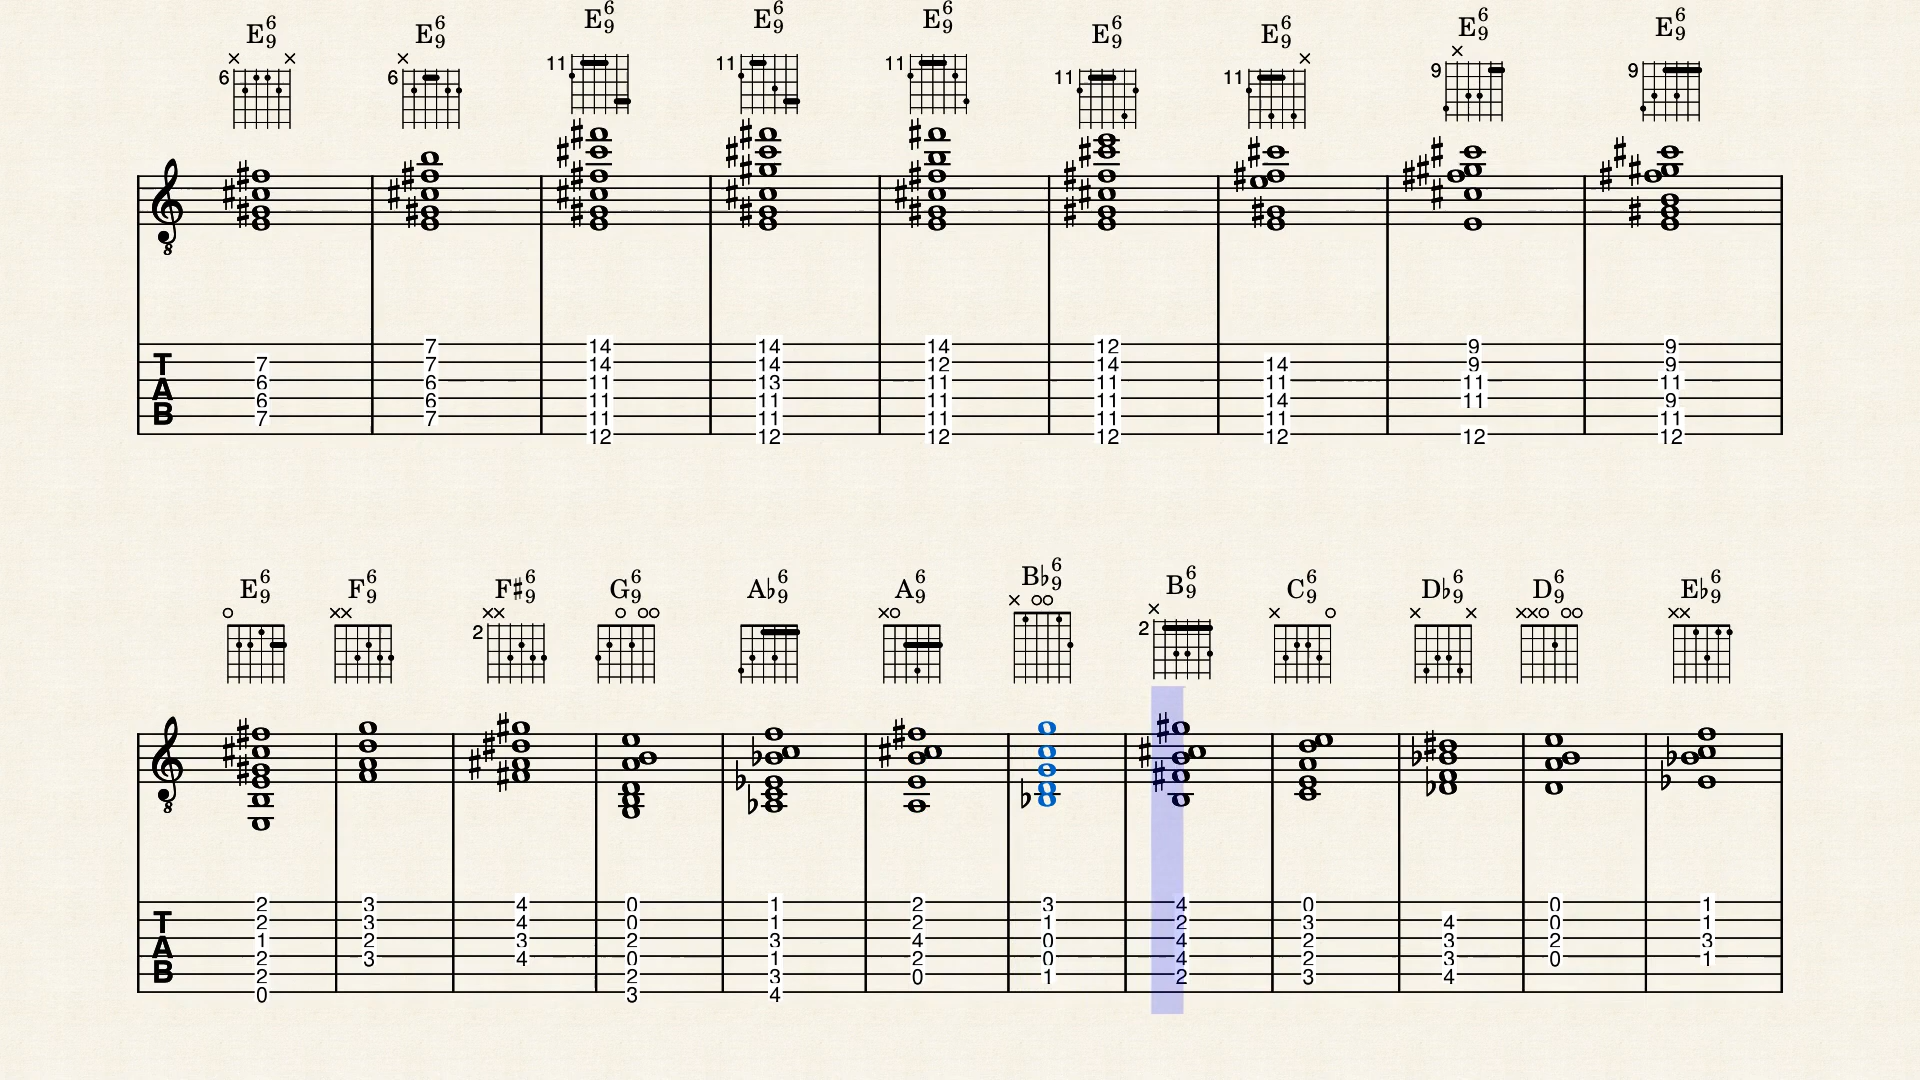 E6/9 E6/9 E6/9 E6/9 E6/9 E6/9 E6/9 E6/9 E6/9
× × × × ×
6 6 11 11 11 11 11 9 9
8
7 14 14 14 12 9 9
T 7 7 14 14 12 14 14 9 9
A 6 6 11 13 11 11 11 11 11
6 6 11 11 11 11 14 11 9
B 7 7 11 11 11 11 11 11
12 12 12 12 12 12 12
E6/9 F6/9 F#6/9 G6/9 A♭6/9 A6/9 B♭6/9 B6/9 C6/9 D♭6/9 D6/9 E♭6/9
○ ×× ×× ○ ○○ ×○ × ○○ × × ○ × × ××○ ○○ ××
2 2
8
2 3 4 0 1 2 3 4 0 0 1
T 2 3 4 0 1 2 1 2 3 4 0 1
A 1 2 3 2 3 4 0 4 2 3 2 3
2 3 4 0 1 2 0 4 2 3 0 1
B 2 2 3 0 1 2 3 4
0 3 4